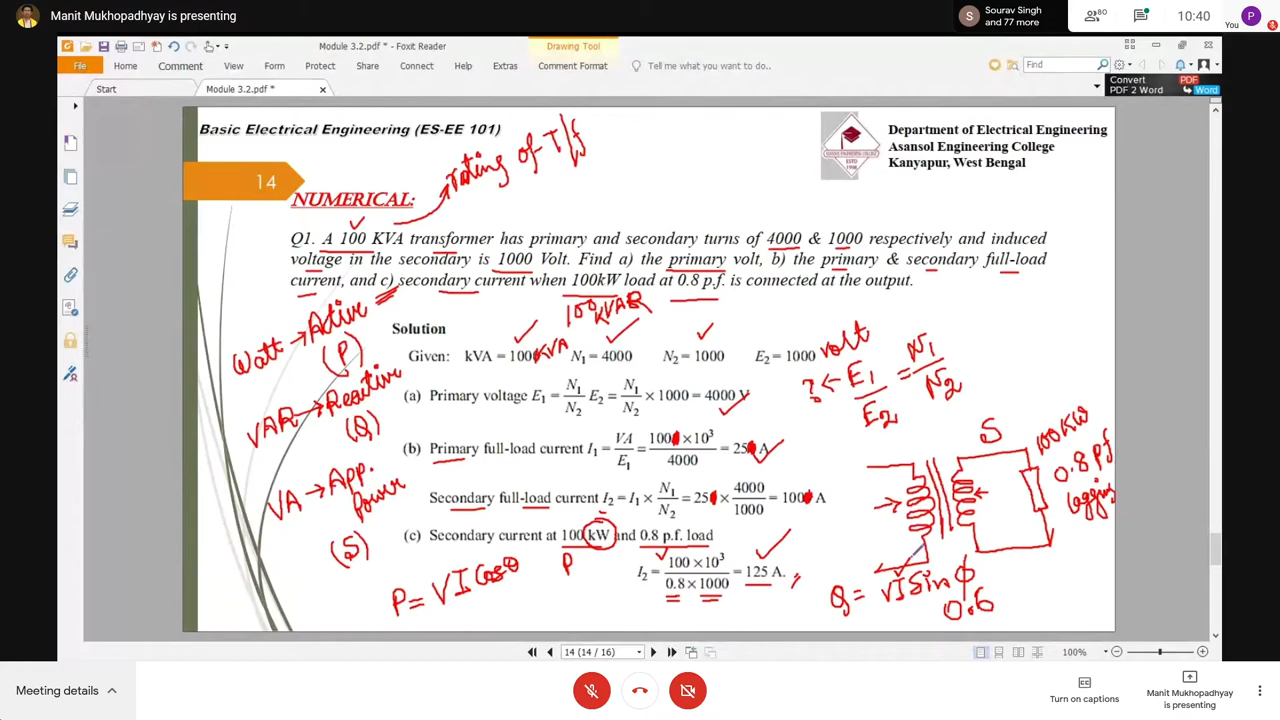 Manit Mukhopadhyay is presenting
Sourav Singh
and 77 more
80
10:40
You
S
P
Module 3.2.pdf * - Foxit Reader
Drawing Tool
File
Home
Comment
View
Form
Protect
Share
Connect
Help
Extras
Comment Format
Tell me what you want to do...
Find
Start
Module 3.2.pdf *
Convert PDF
PDF 2 Word Word
Basic Electrical Engineering (ES-EE 101)
Department of Electrical Engineering
Asansol Engineering College
Kanyapur, West Bengal
rating of T/f
14
NUMERICAL:
Q1. A 100 KVA transformer has primary and secondary turns of 4000 & 1000 respectively and induced
voltage in the secondary is 1000 Volt. Find a) the primary volt, b) the primary & secondary full-load
current, and c) secondary current when 100kW load at 0.8 p.f. is connected at the output.
100KVAR
Watt → Active
(P)
VAR → Reactive
(Q)
VA → App.
Power
(S)
Solution
Given: kVA = 100 KVA N1 = 4000 N2 = 1000 E2 = 1000 volt
(a) Primary voltage E1 = N1/N2 E2 = N1/N2 × 1000 = 4000 V
? ← E1/E2 = N1/N2
(b) Primary full-load current I1 = VA/E1 = 100 × 10³/4000 = 25 A
Secondary full-load current I2 = I1 × N1/N2 = 25 × 4000/1000 = 100 A
(c) Secondary current at 100 kW and 0.8 p.f. load
P
I2 = 100 × 10³/0.8 × 1000 = 125 A.
P = VI Cosθ
S
100KW
0.8 pf
lagging
Q = VI Sin φ
0.6
14 (14 / 16)
100%
Meeting details
Turn on captions
Manit Mukhopadhyay
is presenting